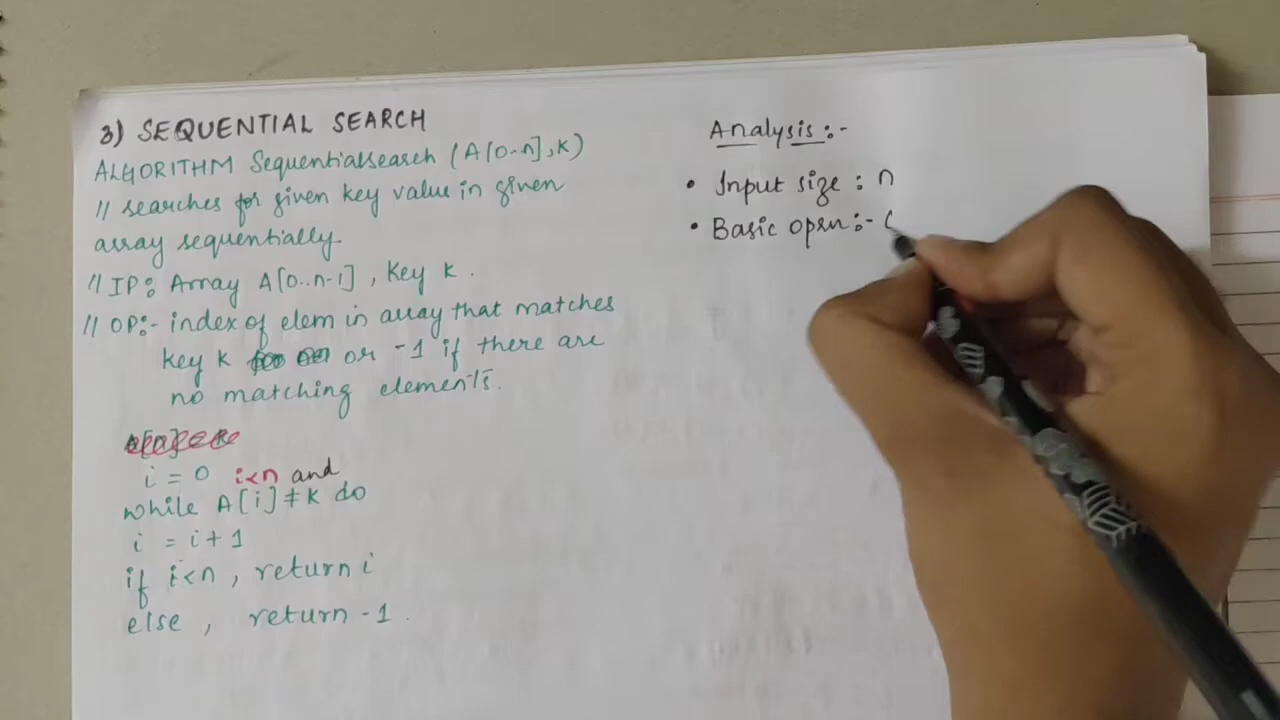 3) SEQUENTIAL SEARCH
ALGORITHM Sequentialsearch (A[0..n], K)
// searches for given key value in given
array sequentially.
// IP:- Array A[0..n-1], Key k.
// OP:- index of elem in array that matches
key k or -1 if there are
no matching elements.
i = 0 i<n and
while A[i] ≠ K do
i = i+1
if i<n, return i
else, return -1.
Analysis:-
• Input size : n
• Basic opsn:- C